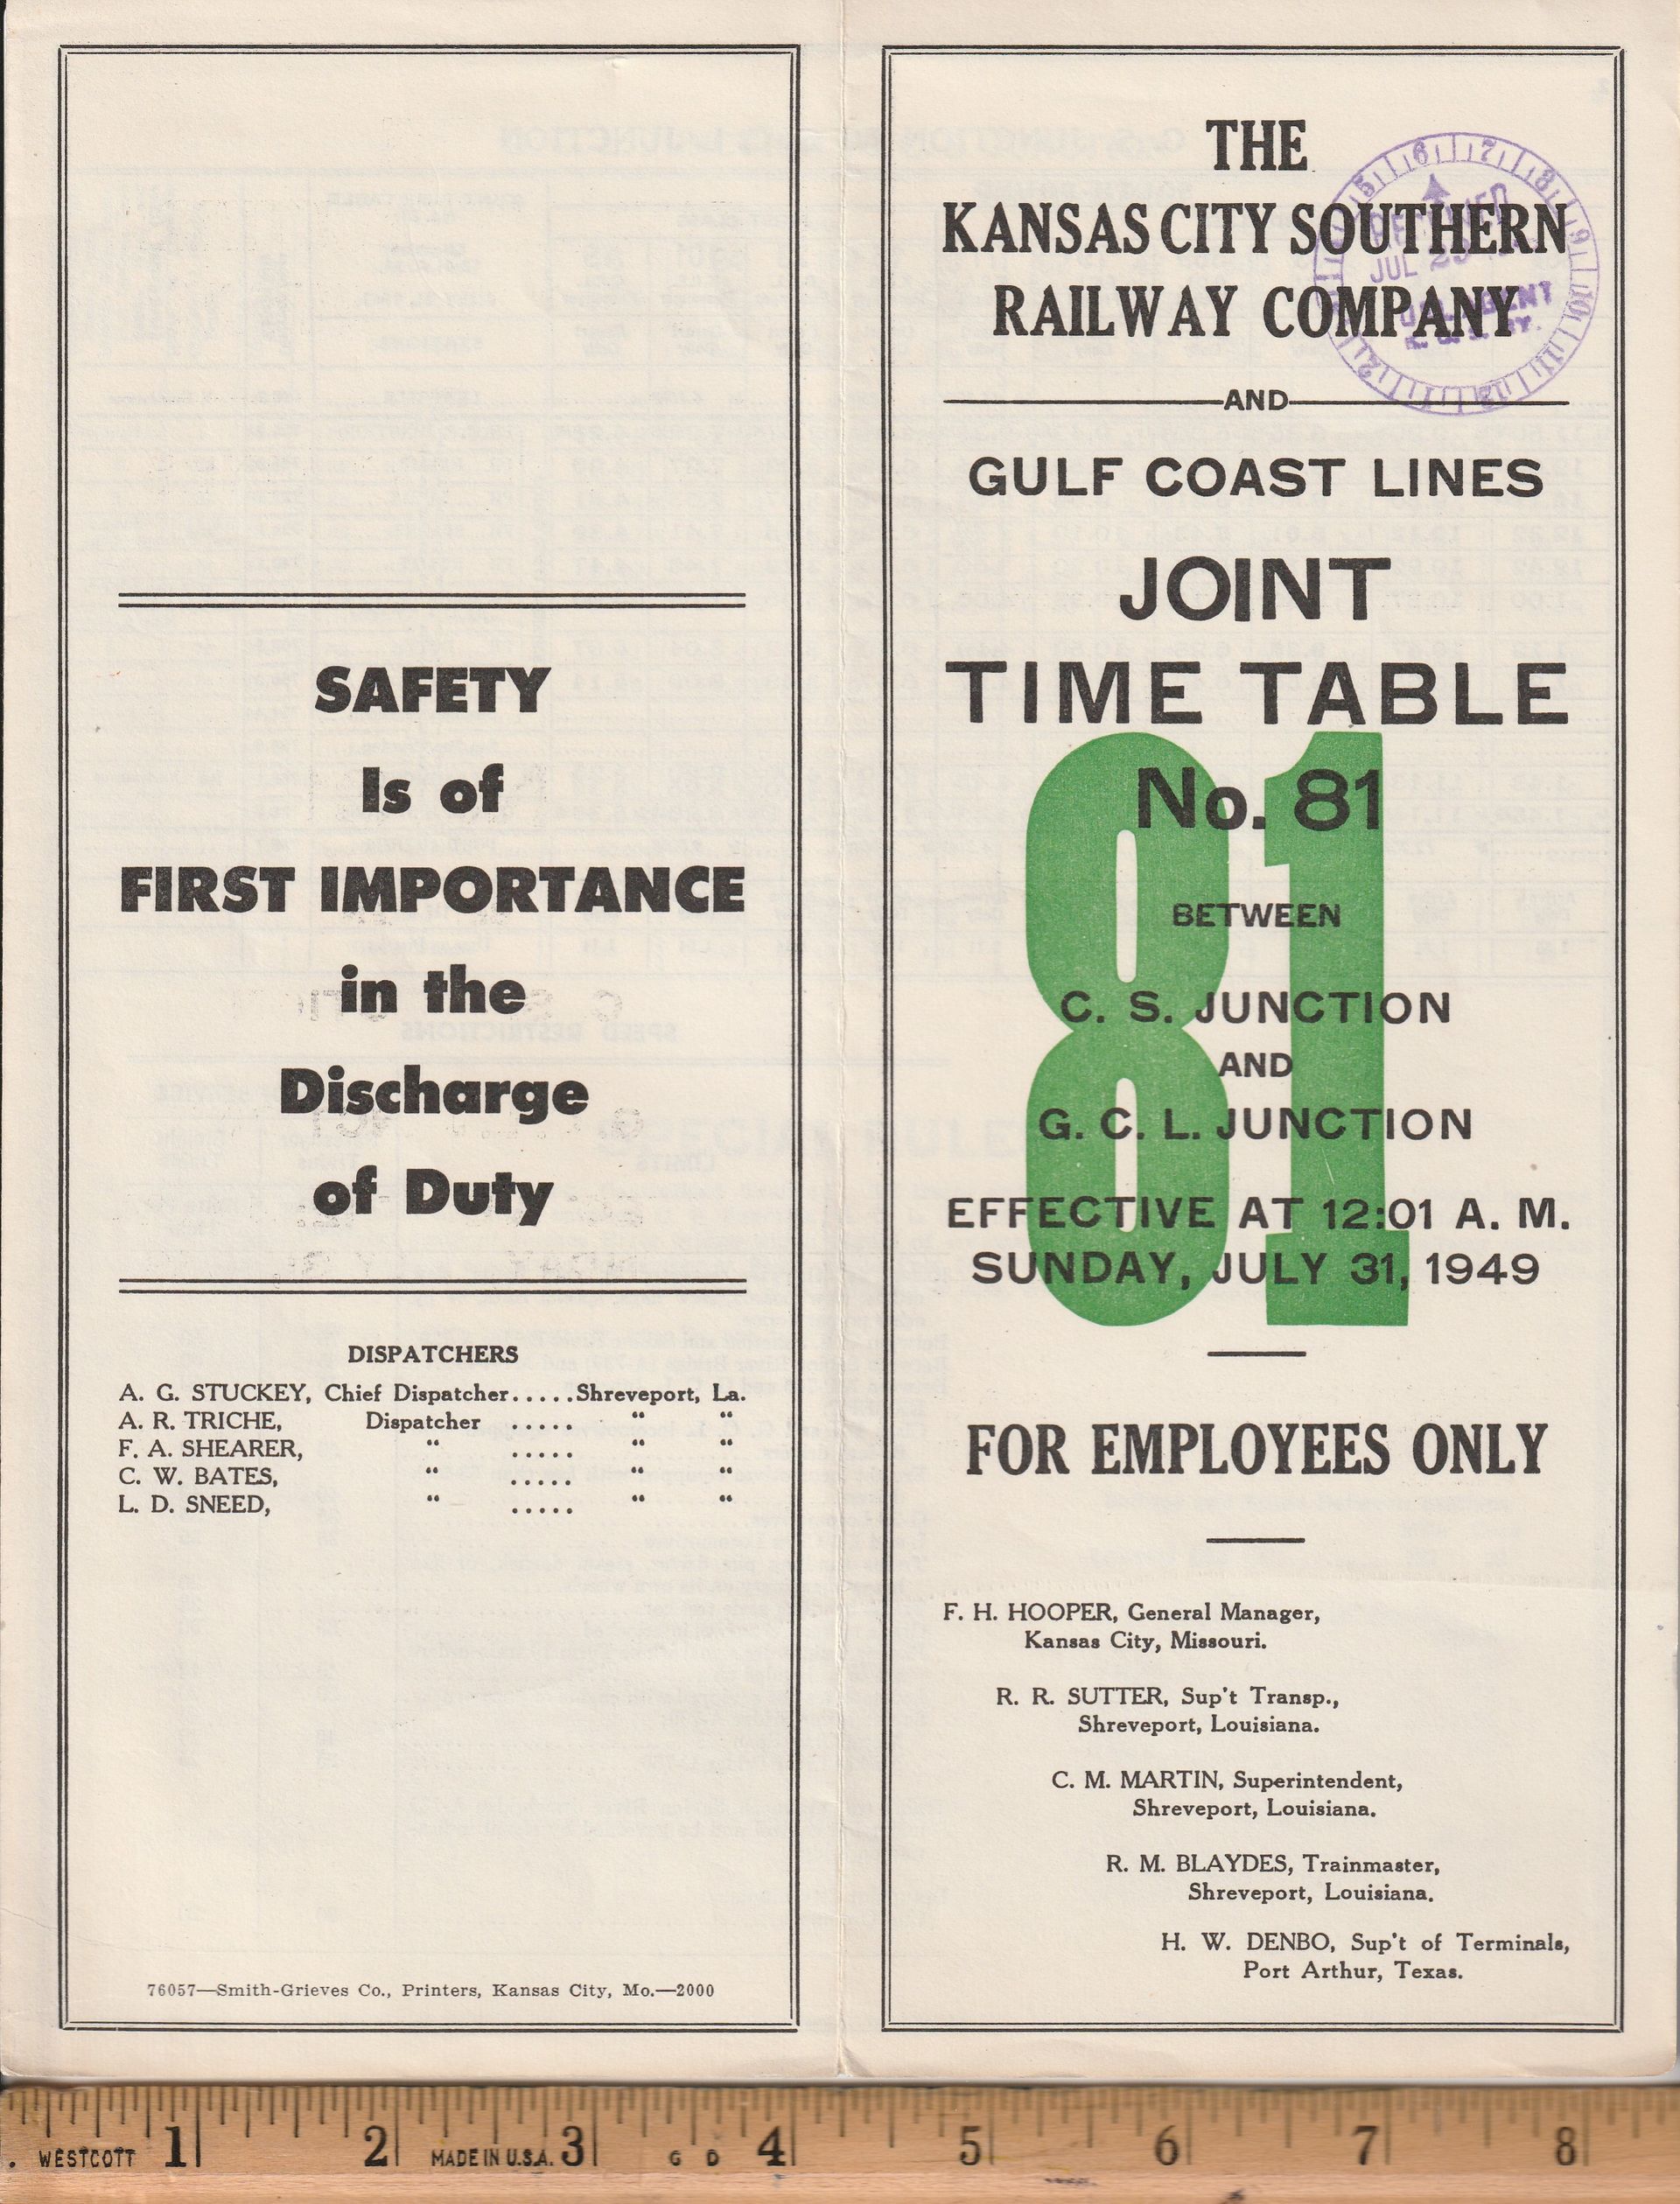 SAFETY
Is of
FIRST IMPORTANCE
in the
Discharge
of Duty
DISPATCHERS
A. G. STUCKEY, Chief Dispatcher.....Shreveport, La.
A. R. TRICHE, Dispatcher ..... " "
F. A. SHEARER, " ..... " "
C. W. BATES, " ..... " "
L. D. SNEED, " ..... " "
76057—Smith-Grieves Co., Printers, Kansas City, Mo.—2000
THE
KANSAS CITY SOUTHERN
RAILWAY COMPANY
AND
GULF COAST LINES
JOINT
TIME TABLE
81
No. 81
BETWEEN
C. S. JUNCTION
AND
G. C. L. JUNCTION
EFFECTIVE AT 12:01 A. M.
SUNDAY, JULY 31, 1949
FOR EMPLOYEES ONLY
F. H. HOOPER, General Manager,
Kansas City, Missouri.
R. R. SUTTER, Sup't Transp.,
Shreveport, Louisiana.
C. M. MARTIN, Superintendent,
Shreveport, Louisiana.
R. M. BLAYDES, Trainmaster,
Shreveport, Louisiana.
H. W. DENBO, Sup't of Terminals,
Port Arthur, Texas.
RECEIVED
JUL
WESTCOTT 1 2 MADE IN U.S.A. 3 G D 4 5 6 7 8